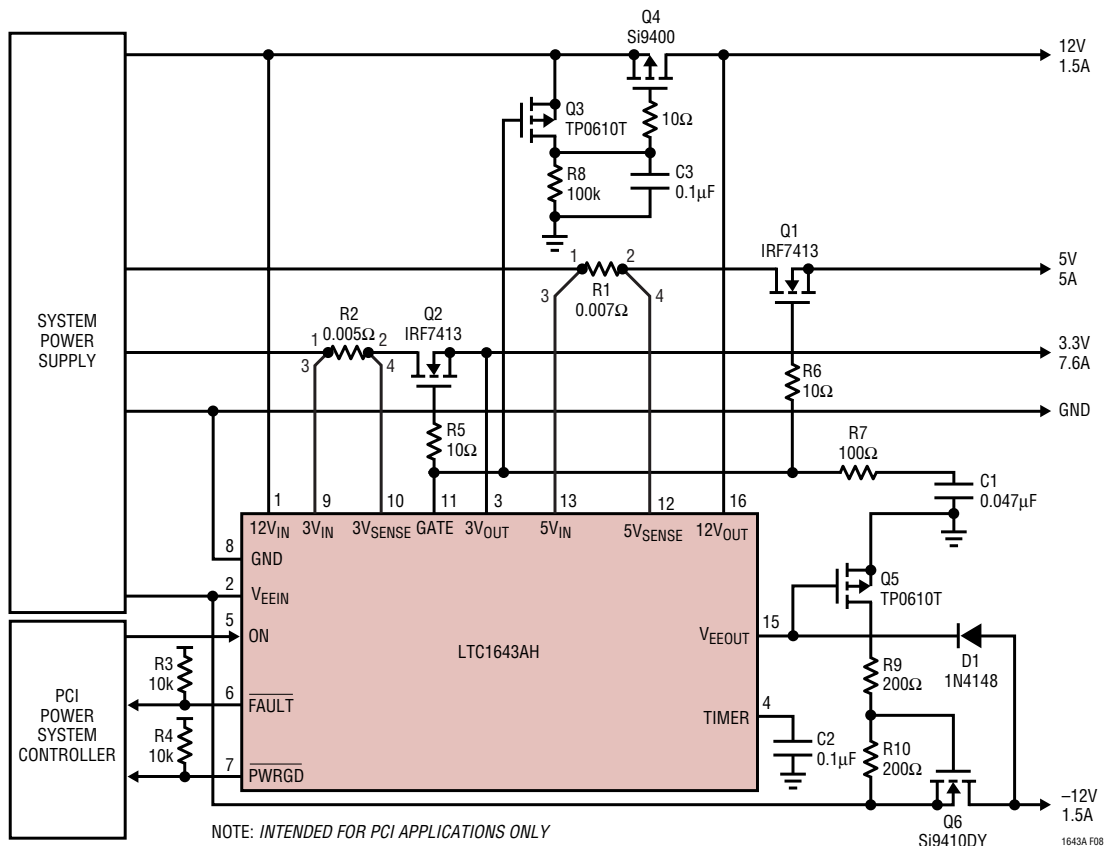 Q4
Si9400
12V
1.5A
Q3
TP0610T
10Ω
R8
100k
C3
0.1µF
Q1
IRF7413
5V
5A
1
2
3
4
R1
0.007Ω
SYSTEM
POWER
SUPPLY
R2
0.005Ω
1
2
3
4
Q2
IRF7413
3.3V
7.6A
R6
10Ω
GND
R5
10Ω
R7
100Ω
C1
0.047µF
1
9
10
11
3
13
12
16
12VIN
3VIN
3VSENSE
GATE
3VOUT
5VIN
5VSENSE
12VOUT
8
GND
2
VEEIN
5
ON
LTC1643AH
15
VEEOUT
Q5
TP0610T
D1
1N4148
R9
200Ω
PCI
POWER
SYSTEM
CONTROLLER
R3
10k
6
FAULT
R4
10k
7
PWRGD
4
TIMER
C2
0.1µF
R10
200Ω
–12V
1.5A
Q6
Si9410DY
NOTE: INTENDED FOR PCI APPLICATIONS ONLY
1643A F08